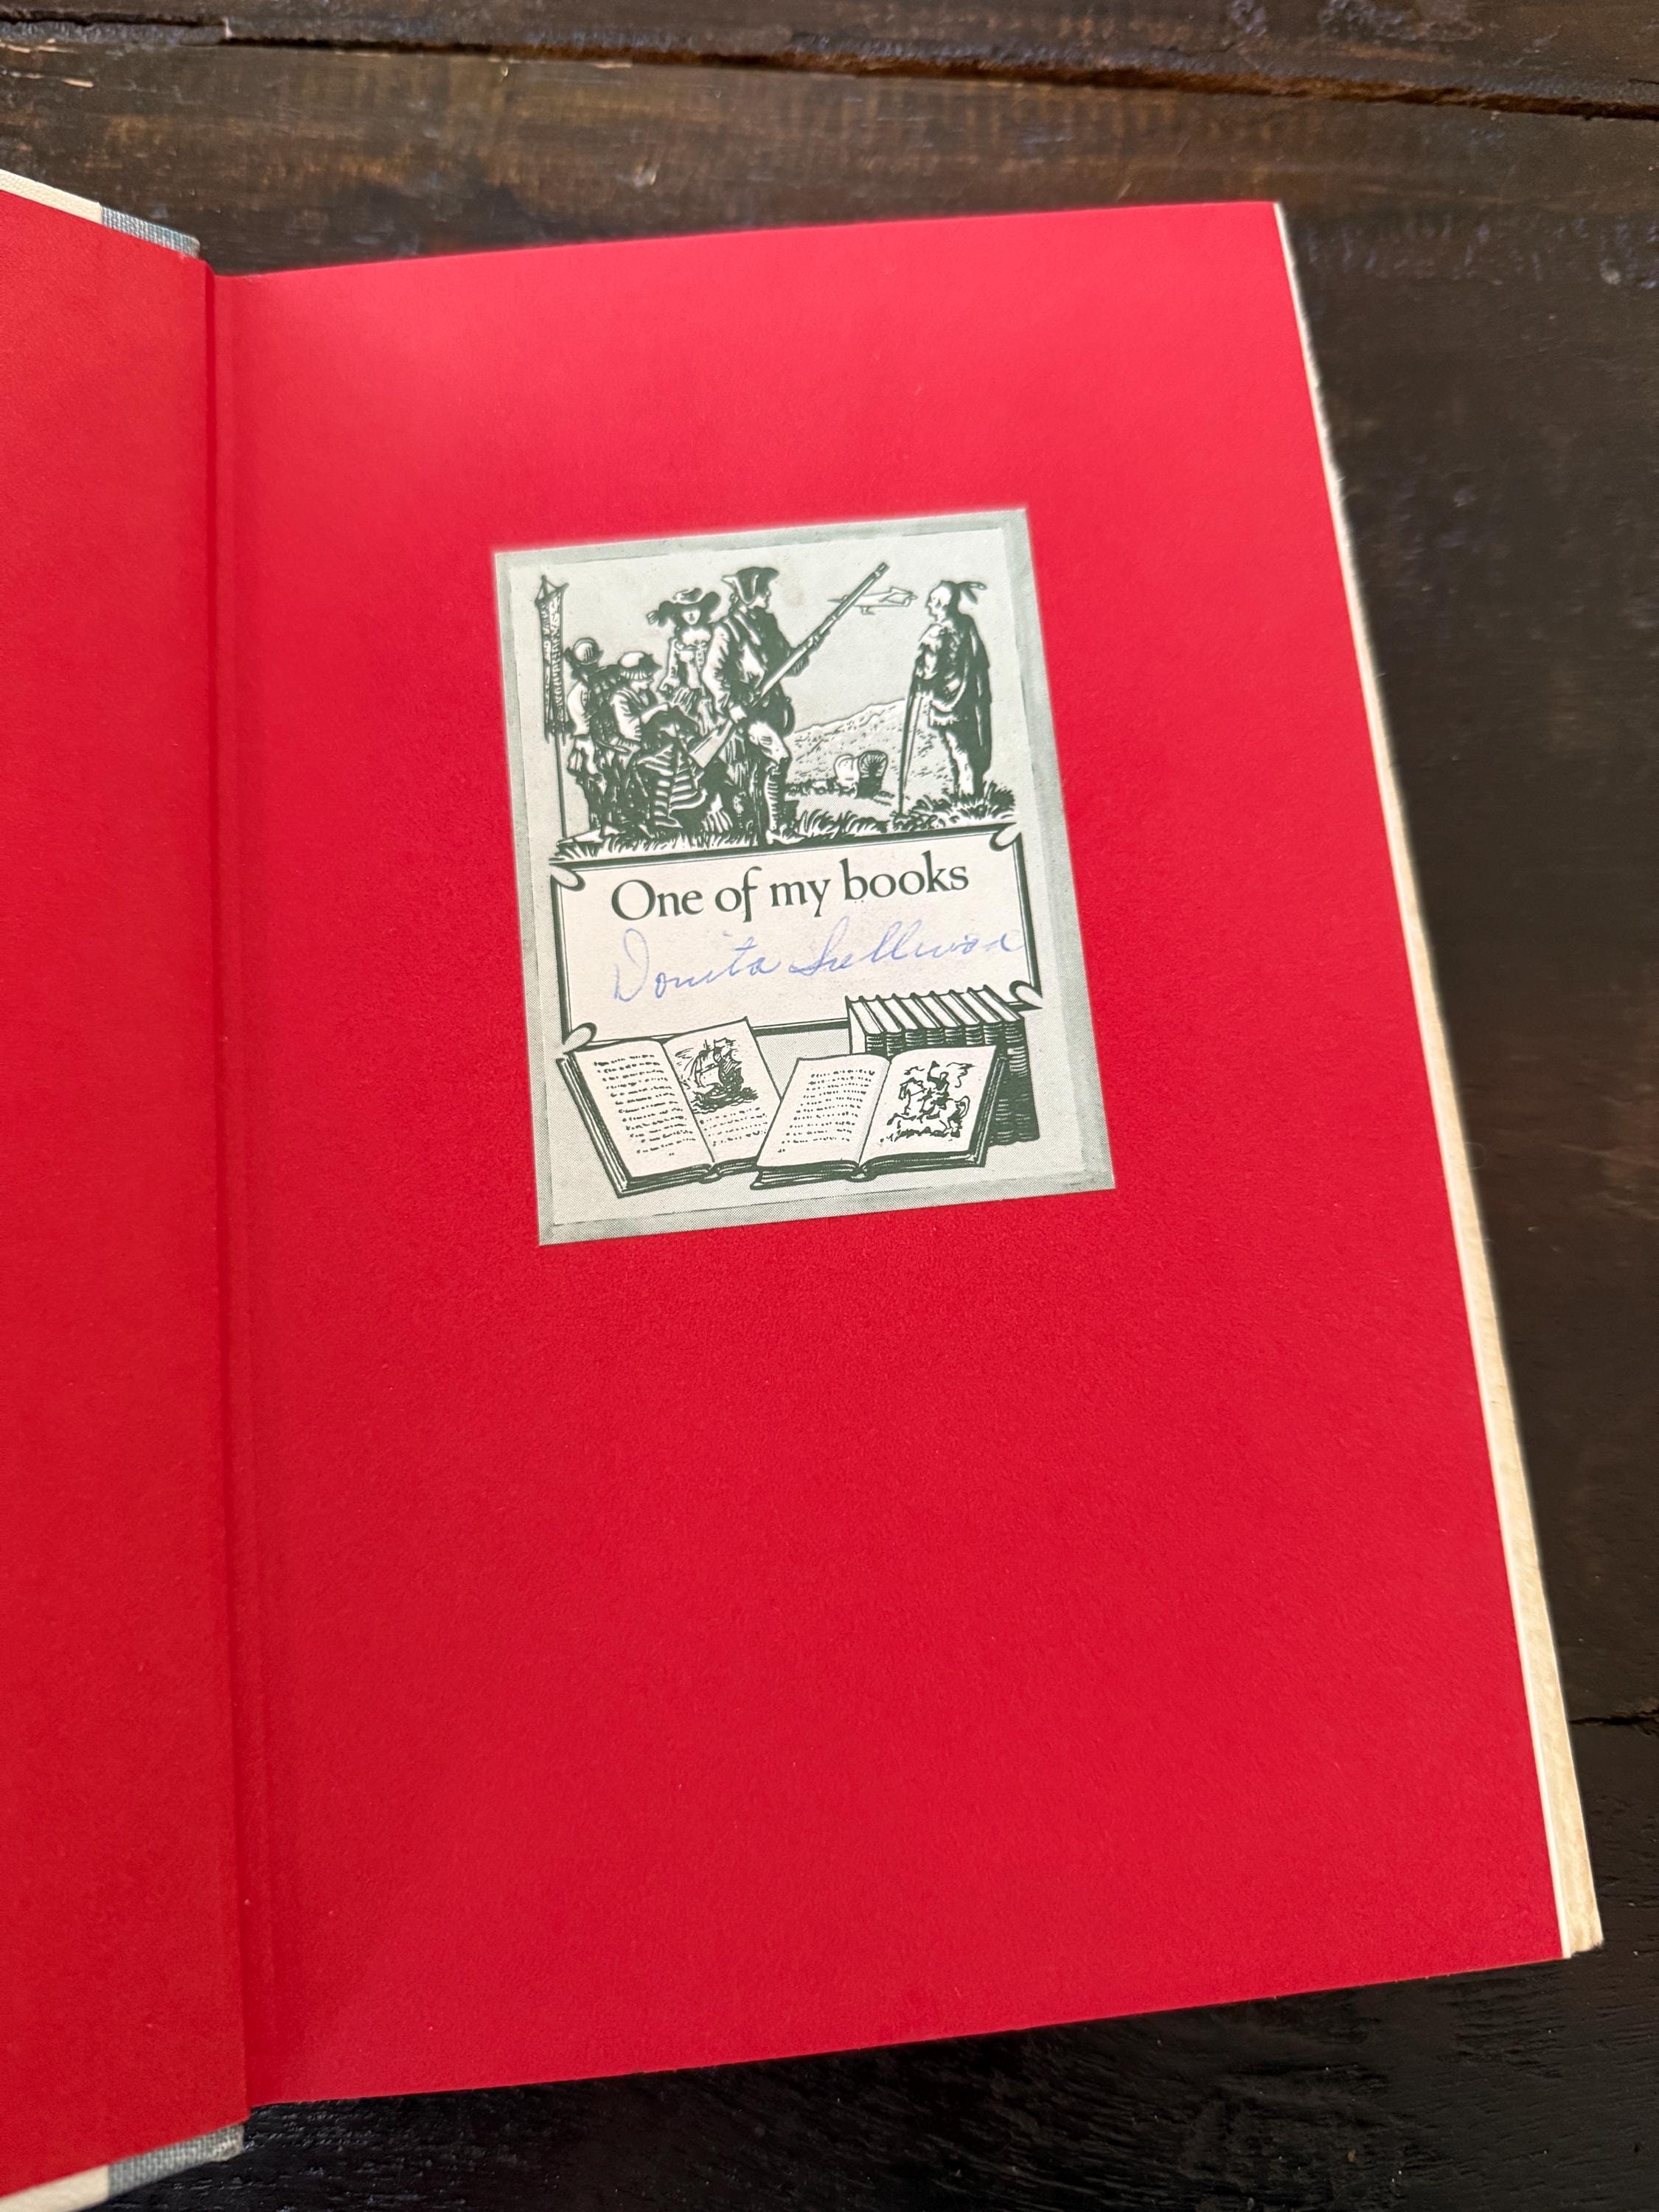 One of my books
Donita Sullivan